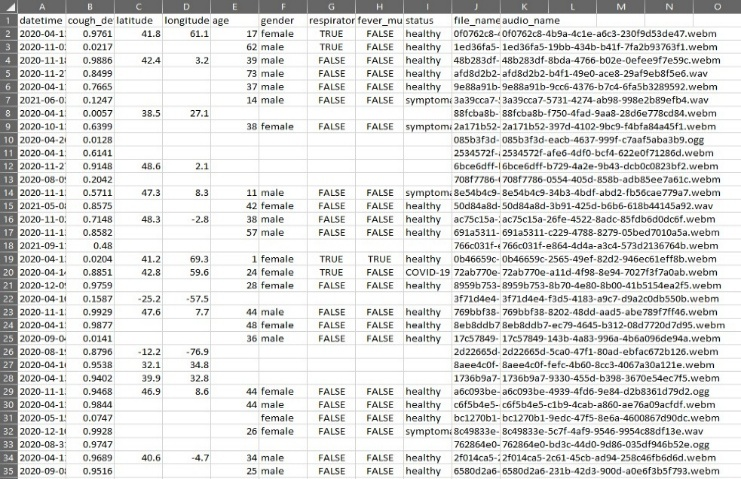 A B C D E F G H I J K L M N O
1 datetime cough_de latitude longitude age gender respirator fever_mu status file_name audio_name
2 2020-04-1 0.9761 41.8 61.1 17 female TRUE FALSE healthy 0f0762c8-4 0f0762c8-4b9a-4c1e-a6c3-230f9d53de47.webm
3 2020-11-0 0.0217 62 male TRUE FALSE healthy 1ed36fa5- 1ed36fa5-19bb-434b-b41f-7fa2b93763f1.webm
4 2020-11-1 0.9886 42.4 3.2 39 male FALSE FALSE healthy 48b283df- 48b283df-bdab-4766-b02e-0efee9f7e59c.webm
5 2020-11-2 0.8499 73 male FALSE FALSE healthy afd8d2b2- afd8d2b2-b4f1-49e0-ace8-29af9eb8f5e6.wav
6 2020-04-1 0.7665 37 male FALSE FALSE healthy 9e88a91b- 9e88a91b-9cc6-4376-b7c4-6fa5b3289592.webm
7 2021-06-0 0.1247 14 male FALSE FALSE symptoma 3a39cca7- 3a39cca7-5731-4274-ab98-998e2b89efb4.wav
8 2020-04-1 0.0057 38.5 27.1 88fcba8b- 88fcba8b-f750-4fad-9aa8-28d6e778cd84.webm
9 2020-10-1 0.6399 38 female FALSE FALSE symptoma 2a171b52- 2a171b52-397d-4102-9bc9-f4bfa84a45f1.webm
10 2020-04-2 0.0128 085b3f3d- 085b3f3d-eacb-4637-999f-c7aaf5aba3b9.ogg
11 2020-04-1 0.6141 2534572f- 2534572f-afe6-4df0-bcf4-622e0f71286d.webm
12 2020-11-2 0.9148 48.6 2.1 6bce6dff- 6bce6dff-b729-4a2e-9b43-dcb0c0823bf2.webm
13 2020-08-0 0.2042 708f7786- 708f7786-0554-405d-858b-adb85ee7a61c.webm
14 2020-11-1 0.5711 47.3 8.3 11 male FALSE FALSE symptoma 8e54b4c9- 8e54b4c9-34b3-4bdf-abd2-fb56cae779a7.webm
15 2021-05-0 0.8575 42 female FALSE FALSE healthy 50d84a8d- 50d84a8d-3b91-425d-b6b6-618b44145a92.wav
16 2020-11-0 0.7148 48.3 -2.8 38 male FALSE FALSE healthy ac75c15a- ac75c15a-26fe-4522-8adc-85fdb6d0dc6f.webm
17 2020-11-1 0.8582 57 male FALSE FALSE healthy 691a5311- 691a5311-c229-4788-8279-05bed7010a5a.webm
18 2021-09-1 0.48 766c031f- 766c031f-e864-4d4a-a3c4-573d2136764b.webm
19 2020-04-1 0.0204 41.2 69.3 1 female TRUE TRUE healthy 0b46659c- 0b46659c-2565-49ef-82d2-946ec61eff8b.webm
20 2020-04-1 0.8851 42.8 59.6 24 female TRUE FALSE COVID-19 72ab770e- 72ab770e-a11d-4f98-8e94-7027f3f7a0ab.webm
21 2020-12-0 0.9759 28 female FALSE FALSE healthy 8959b753- 8959b753-8b70-4e80-8b00-41b5154ea2f5.webm
22 2020-04-1 0.1587 -25.2 -57.5 3f71d4e4- 3f71d4e4-f3d5-4183-a9c7-d9a2c0db550b.webm
23 2020-11-1 0.9929 47.6 7.7 44 male FALSE FALSE healthy 769bbf38- 769bbf38-8202-48dd-aad5-abe789f7ff46.webm
24 2020-04-1 0.9877 48 female FALSE FALSE healthy 8eb8ddb7 8eb8ddb7-ec79-4645-b312-08d7720d7d95.webm
25 2020-09-0 0.0141 36 male FALSE FALSE healthy 17c57849- 17c57849-143b-4a83-996a-4b6a096de94a.webm
26 2020-08-1 0.8796 -12.2 -76.9 2d22665d- 2d22665d-5ca0-47f1-80ad-ebfac672b126.webm
27 2020-04-1 0.9538 32.1 34.8 8aee4c0f- 8aee4c0f-fefc-4b60-8cc3-4067a30a121e.webm
28 2020-04-1 0.9402 39.9 32.8 1736b9a7- 1736b9a7-9330-455d-b398-3670e54ec7f5.webm
29 2020-11-1 0.9468 46.9 8.6 44 female FALSE FALSE healthy a6c093be- a6c093be-4939-4fd6-9e84-d2b8361d79d2.ogg
30 2020-04-1 0.9844 44 male FALSE FALSE healthy c6f5b4e5- c6f5b4e5-c1b9-4cab-a860-ae76a09acfdf.webm
31 2020-05-1 0.0747 female FALSE FALSE healthy bc1270b1- bc1270b1-9edc-47f5-8e6a-4600867d90dc.webm
32 2020-12-1 0.9928 26 female FALSE FALSE symptoma 8c49833e- 8c49833e-5c7f-4af9-9546-9954c88df13e.wav
33 2020-08-3 0.9747 762864e0- 762864e0-bd3c-44d0-9d86-035df946b52e.ogg
34 2020-04-1 0.9689 40.6 -4.7 34 male FALSE FALSE healthy 2f014ca5- 2f014ca5-2c61-45cb-ad94-258c46fb6d6d.webm
35 2020-09-0 0.9516 25 male FALSE FALSE healthy 6580d2a6- 6580d2a6-231b-42d3-900d-a0e6f3b5f793.webm